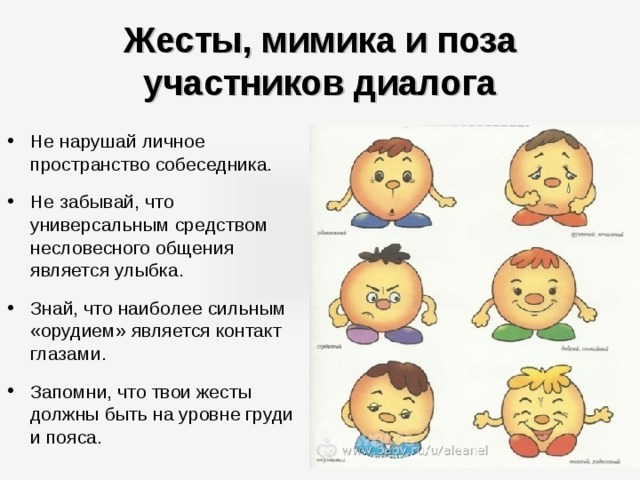 Жесты, мимика и поза
участников диалога
• Не нарушай личное
пространство собеседника.
• Не забывай, что
универсальным средством
несловесного общения
является улыбка.
• Знай, что наиболее сильным
«орудием» является контакт
глазами.
• Запомни, что твои жесты
должны быть на уровне груди
и пояса.
удивленный
грустный, печальный
сердитый
добрый, спокойный
www.baby.ru/u/aleanel
веселый, радостный